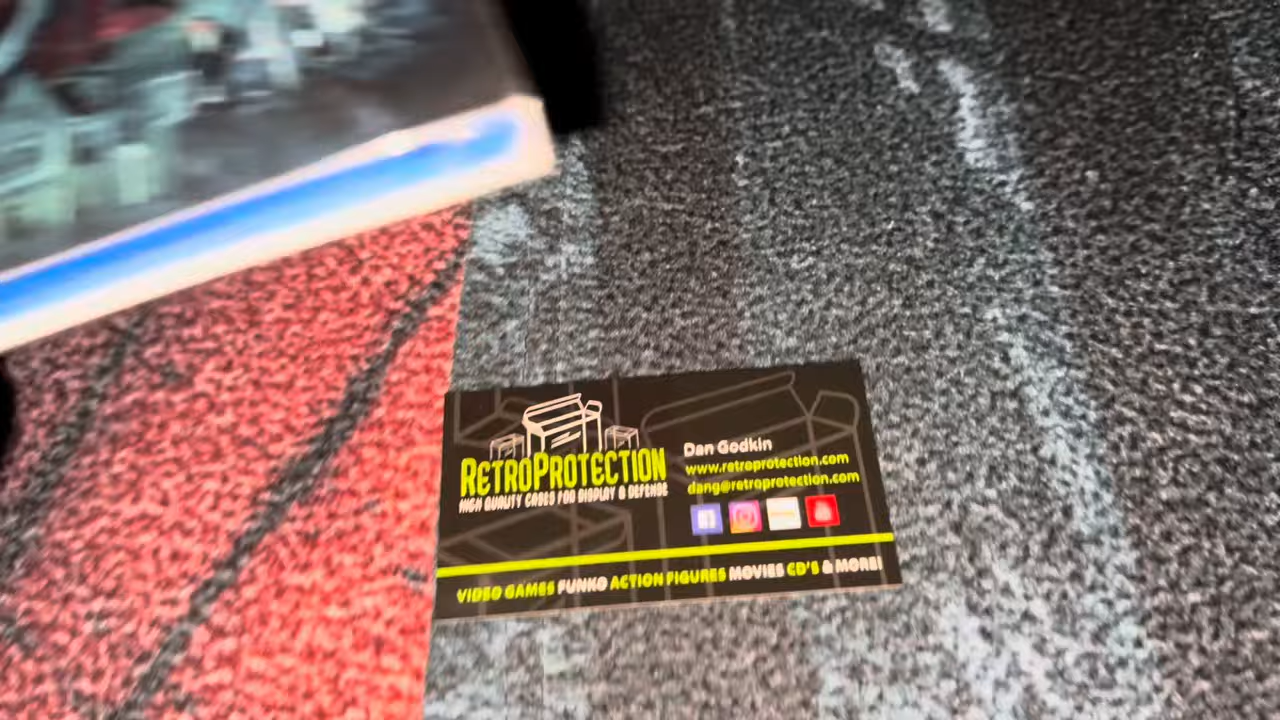 RETROPROTECTION
HIGH QUALITY CASES FOR DISPLAY & DEFENSE
Dan Godkin
www.retroprotection.com
dang@retroprotection.com
VIDEO GAMES FUNKO ACTION FIGURES MOVIES CD'S & MORE!